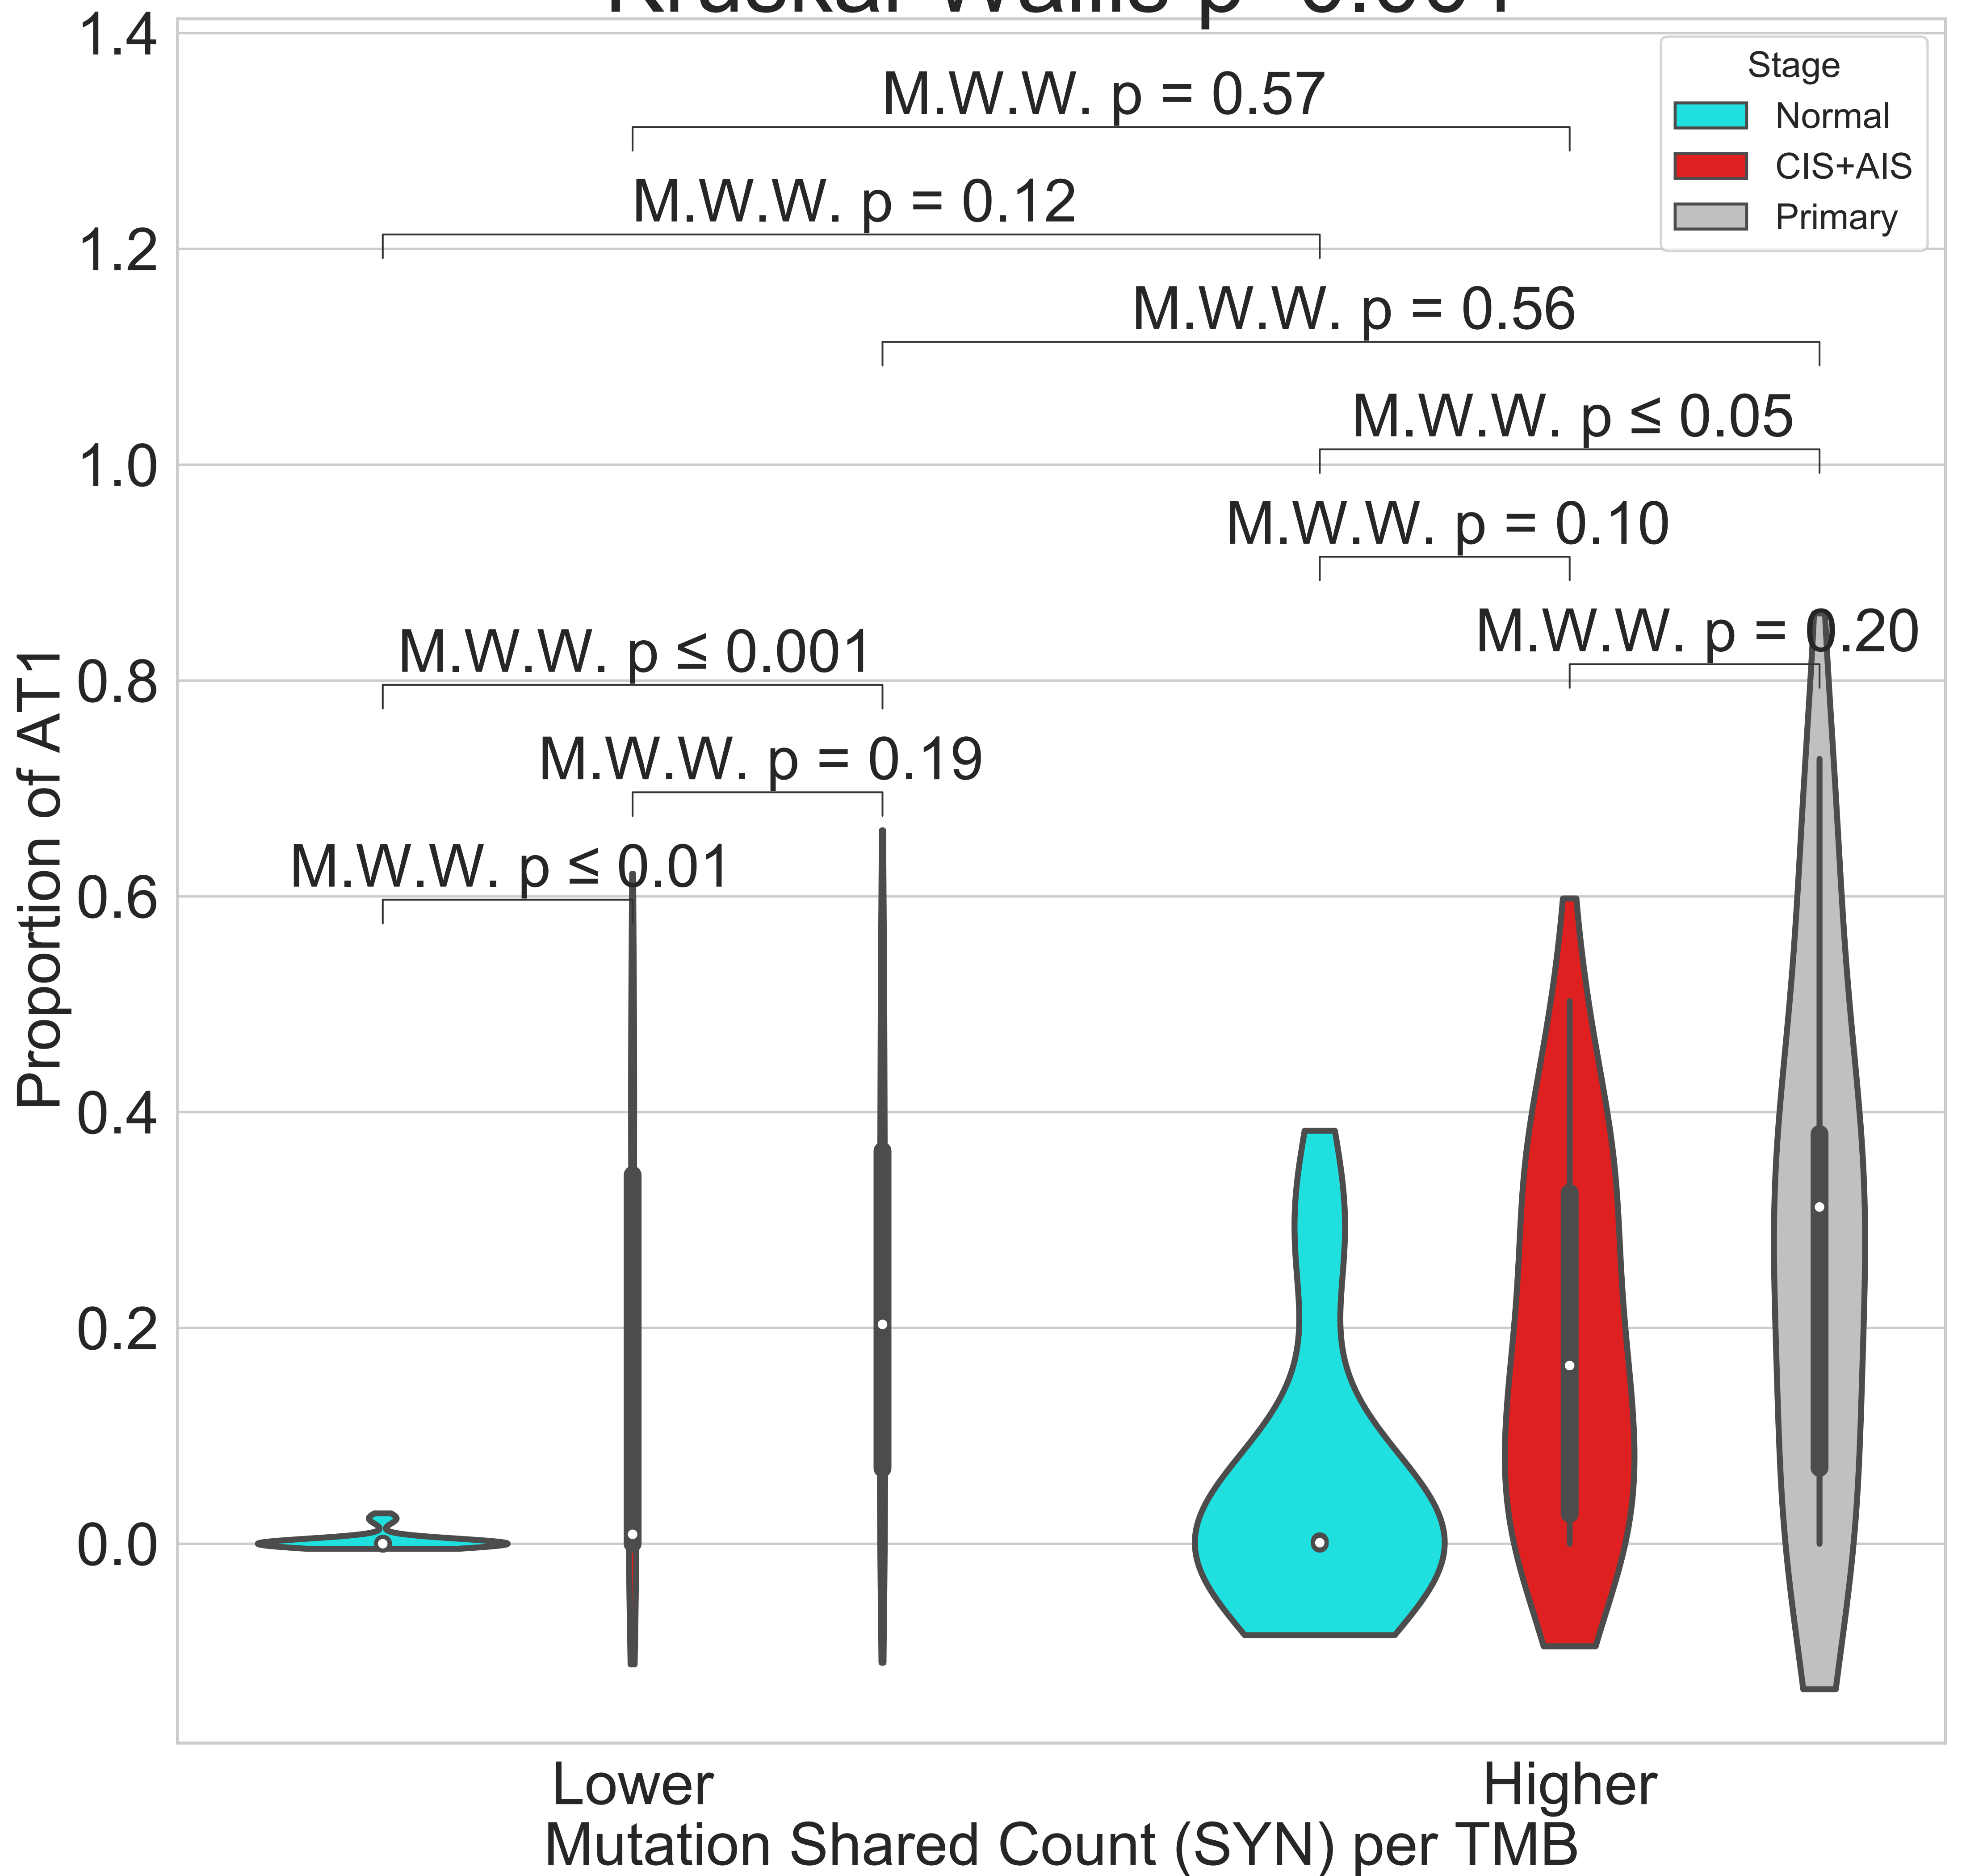 Kruskal Wallis p
1.4
1.2
1.0
0.8
0.6
0.4
0.2
0.0
Proportion of AT1
Stage
Normal
CIS+AIS
Primary
M.W.W. p = 0.57
M.W.W. p = 0.12
M.W.W. p = 0.56
M.W.W. p ≤ 0.05
M.W.W. p = 0.10
M.W.W. p = 0.20
M.W.W. p ≤ 0.001
M.W.W. p = 0.19
M.W.W. p ≤ 0.01
Lower
Higher
Mutation Shared Count (SYN) per TMB